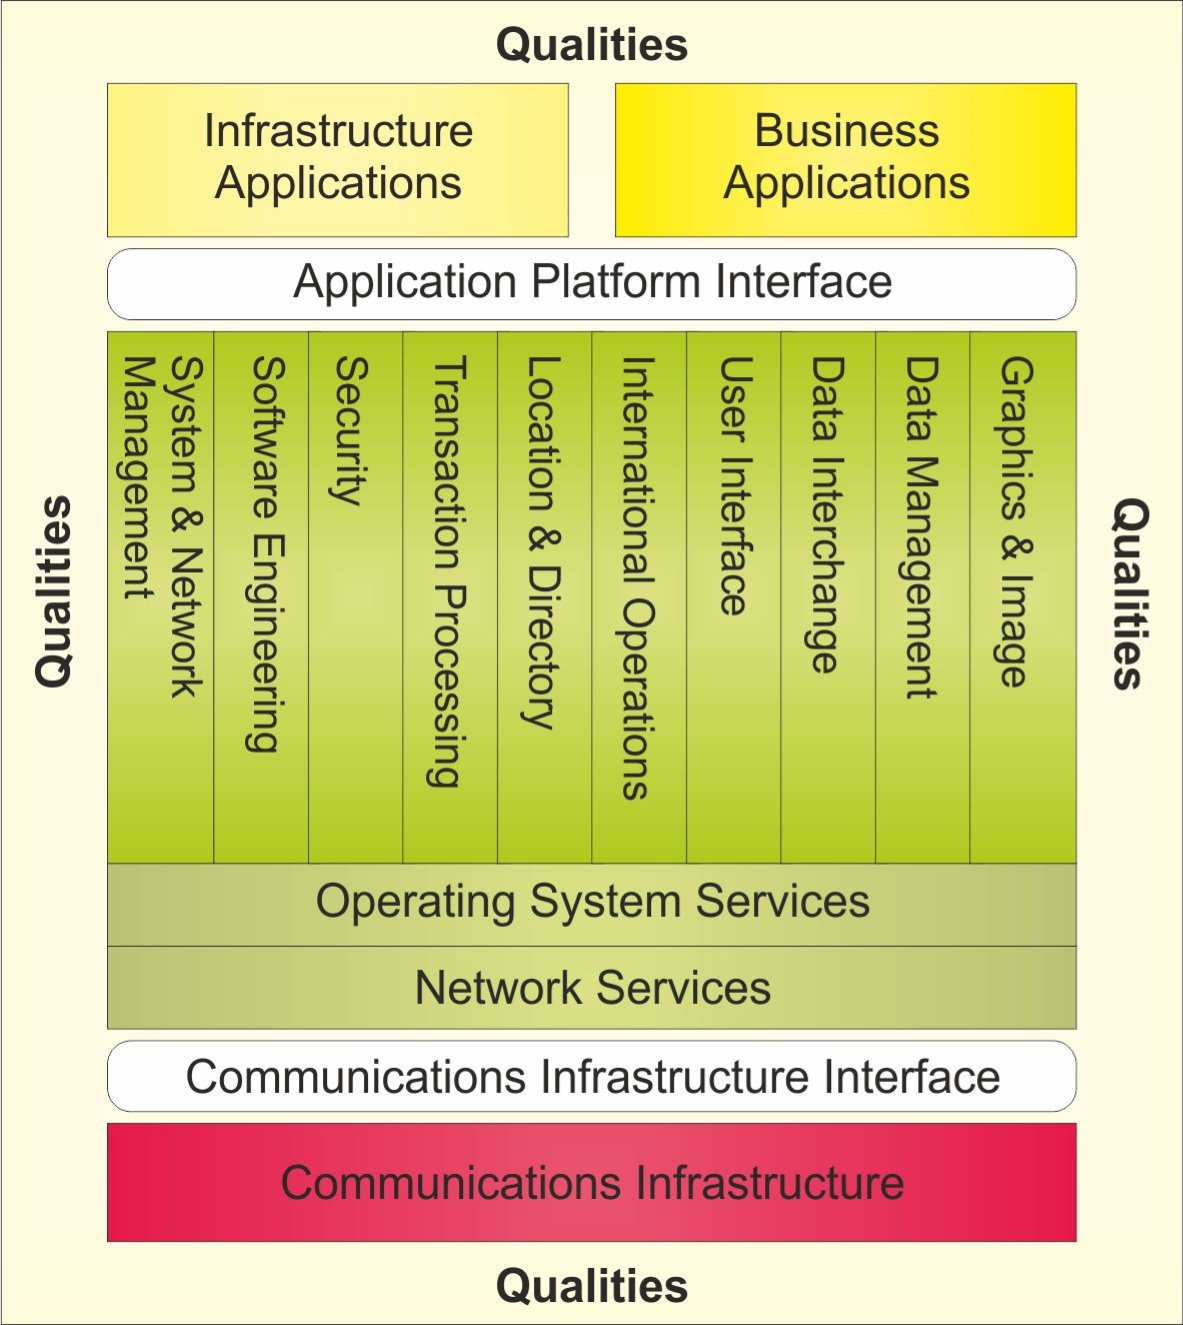 Qualities
Infrastructure
Applications
Business
Applications
Application Platform Interface
Qualities
System & Network
Management
Software Engineering
Security
Transaction Processing
Location & Directory
International Operations
User Interface
Data Interchange
Data Management
Graphics & Image
Qualities
Operating System Services
Network Services
Communications Infrastructure Interface
Communications Infrastructure
Qualities